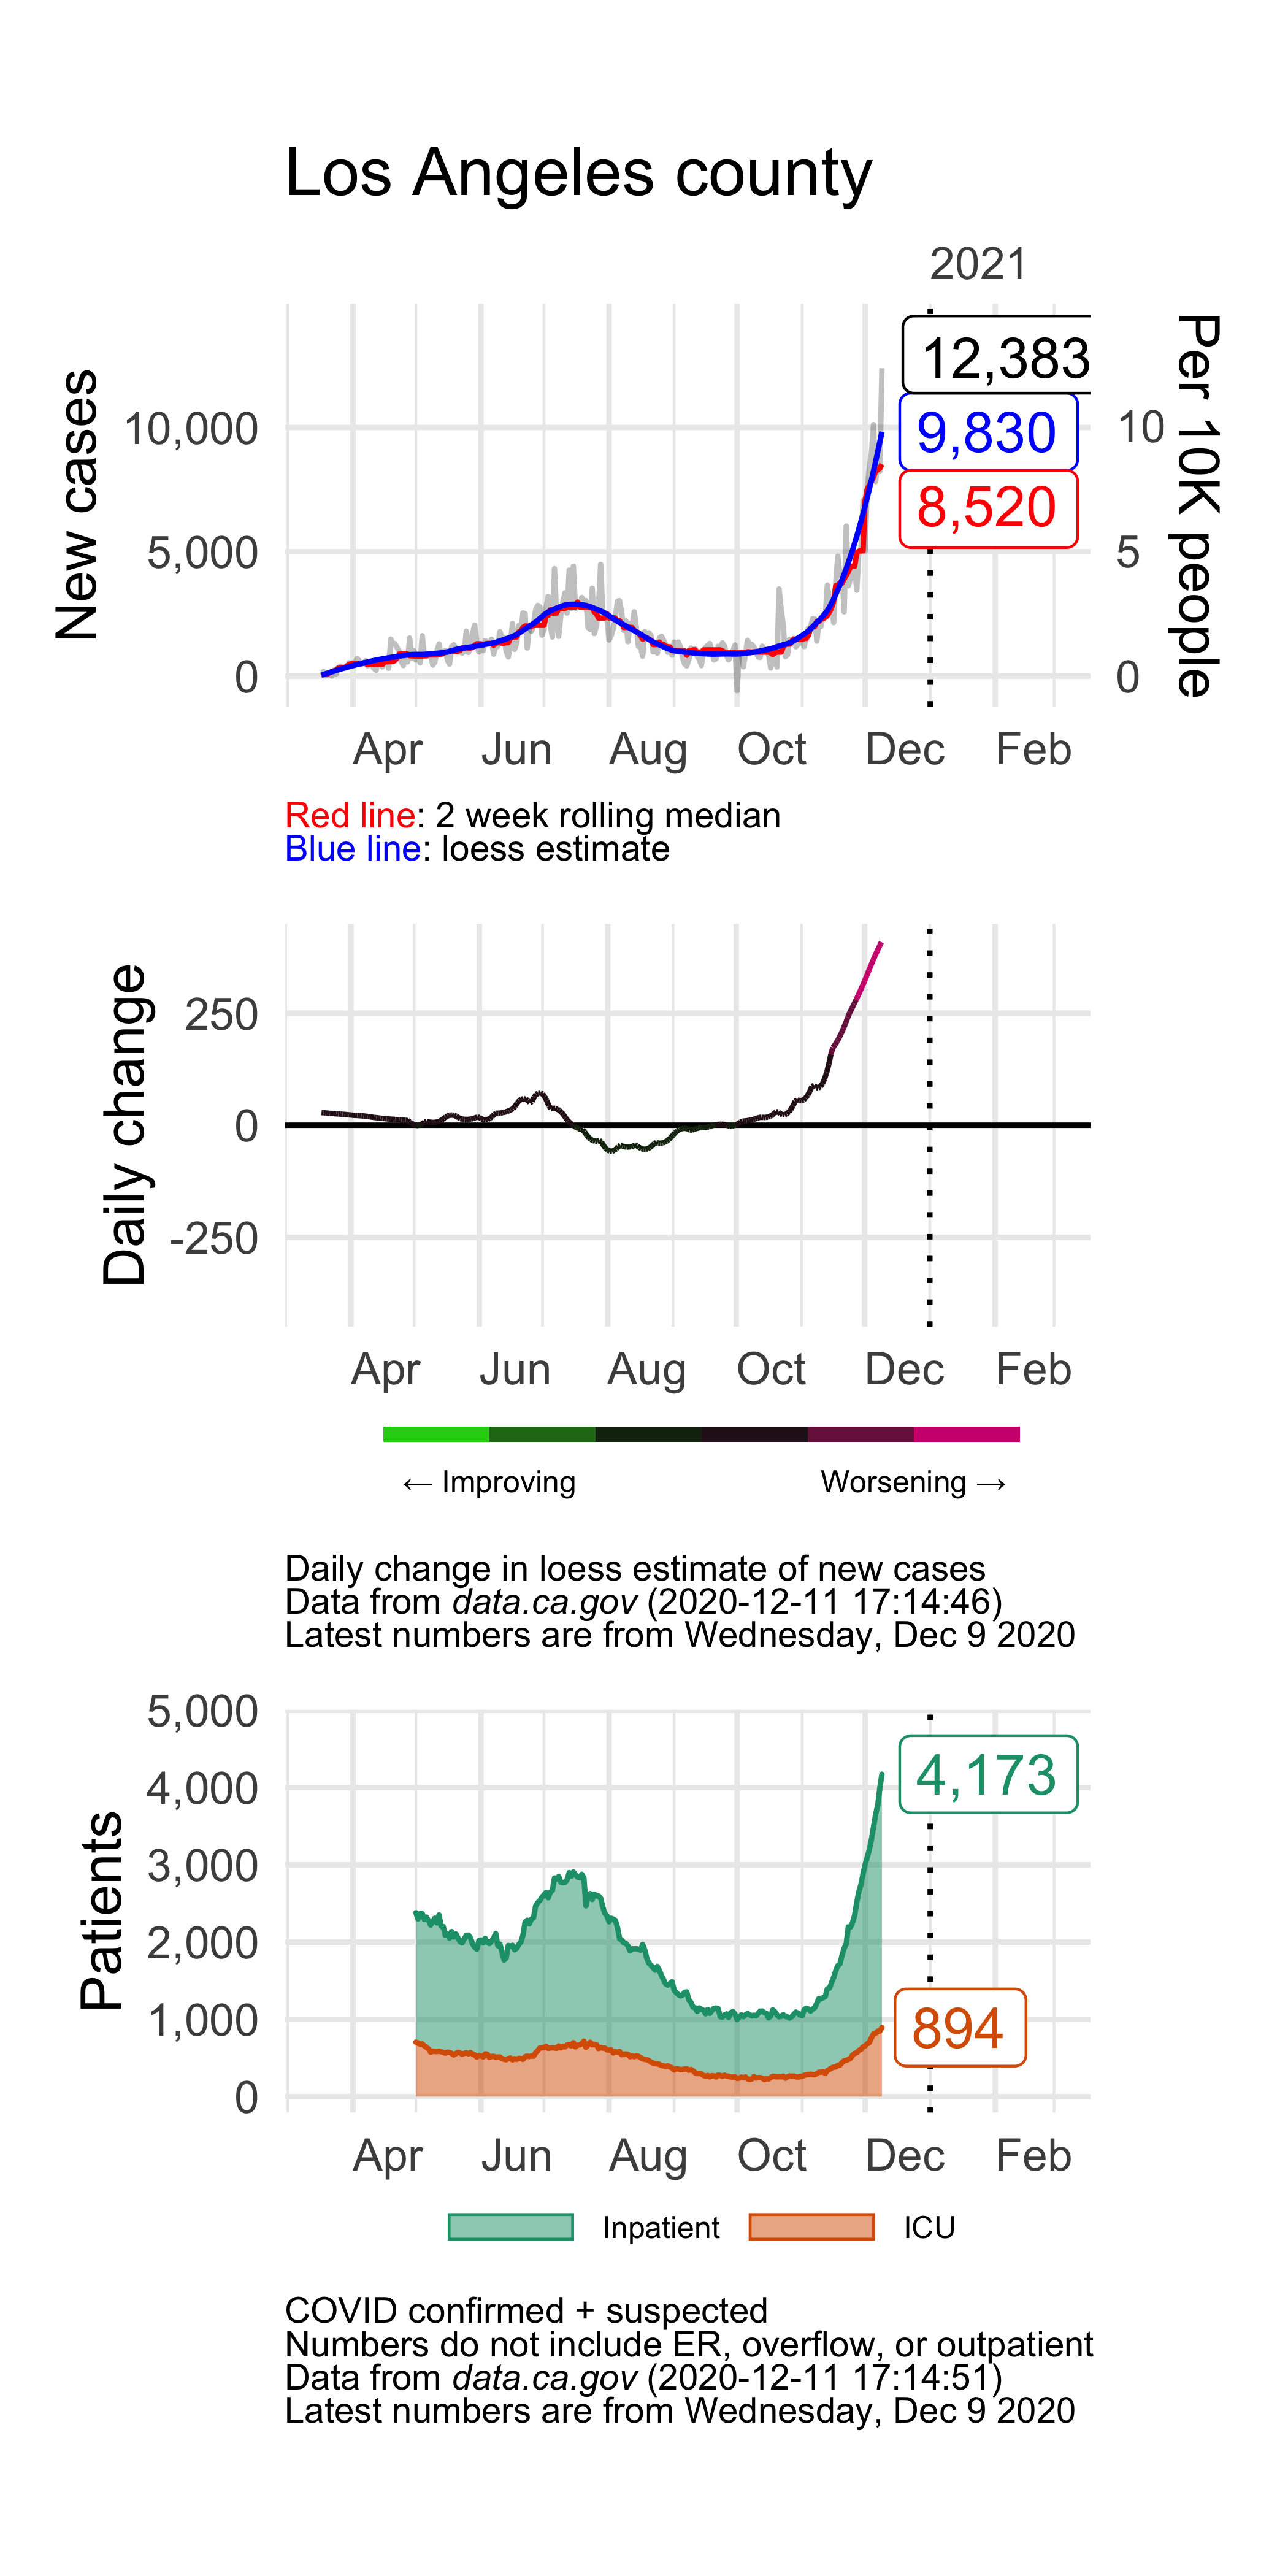 Los Angeles county
2021
New cases
10,000
5,000
0
12,383
9,830
8,520
10
5
0
Per 10K people
Apr Jun Aug Oct Dec Feb
Red line: 2 week rolling median
Blue line: loess estimate
Daily change
250
0
-250
Apr Jun Aug Oct Dec Feb
← Improving Worsening →
Daily change in loess estimate of new cases
Data from data.ca.gov (2020-12-11 17:14:46)
Latest numbers are from Wednesday, Dec 9 2020
Patients
5,000
4,000
3,000
2,000
1,000
0
4,173
894
Apr Jun Aug Oct Dec Feb
Inpatient ICU
COVID confirmed + suspected
Numbers do not include ER, overflow, or outpatient
Data from data.ca.gov (2020-12-11 17:14:51)
Latest numbers are from Wednesday, Dec 9 2020